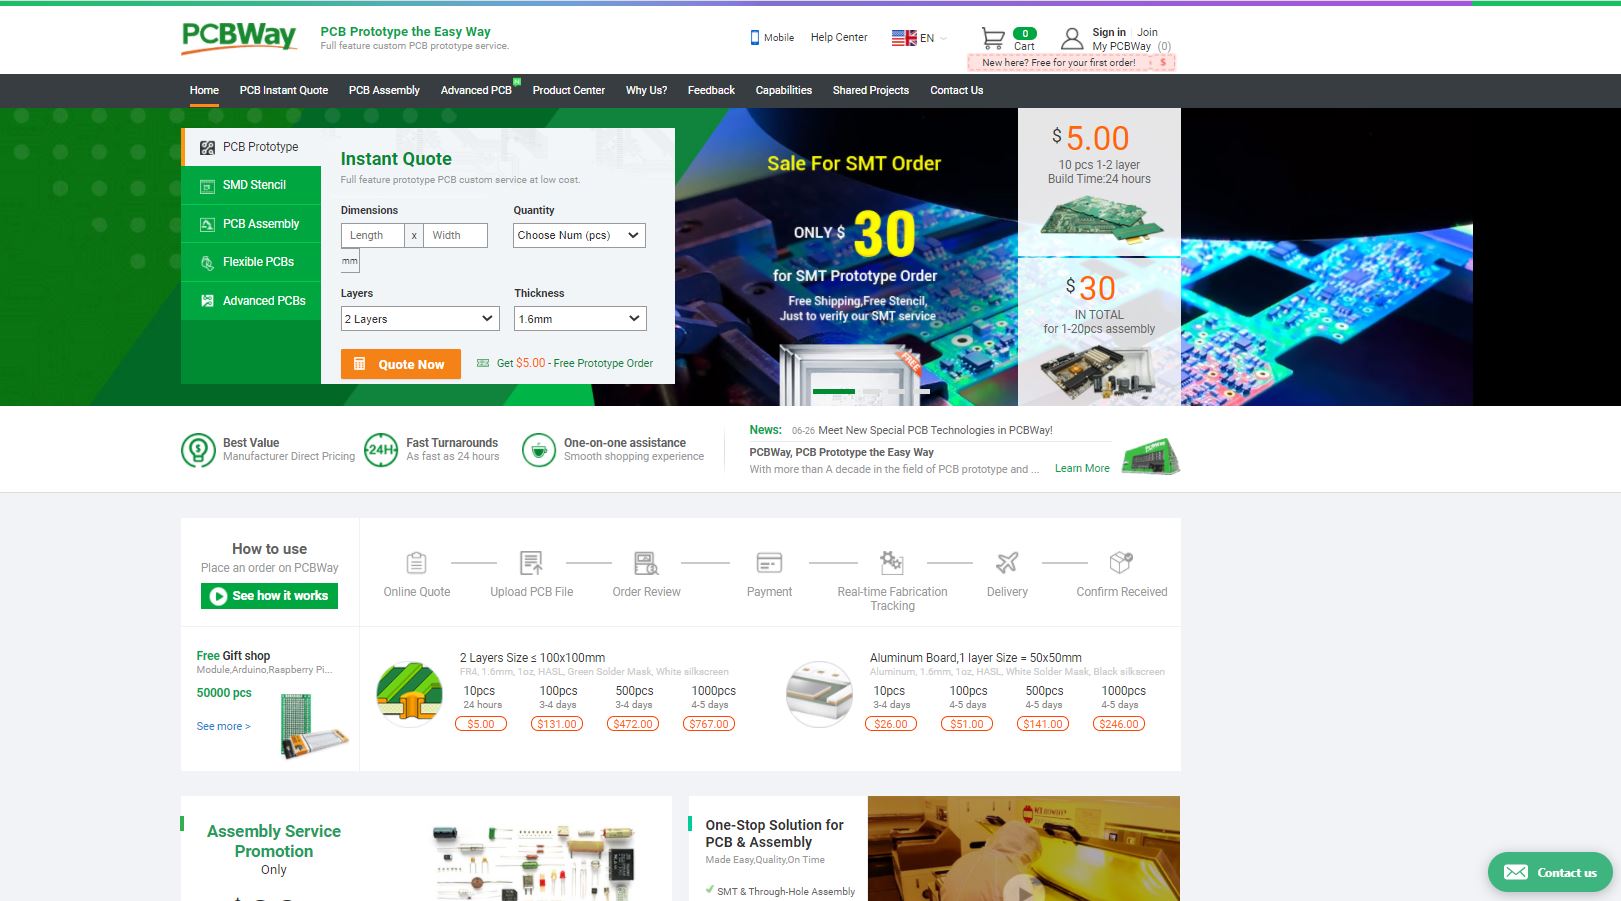 PCBWay
PCB Prototype the Easy Way
Full feature custom PCB prototype service.
Mobile
Help Center
EN
0
Cart
Sign in
Join
My PCBWay (0)
New here? Free for your first order!
$
Home
PCB Instant Quote
PCB Assembly
Advanced PCB
N
Product Center
Why Us?
Feedback
Capabilities
Shared Projects
Contact Us
PCB Prototype
SMD Stencil
PCB Assembly
Flexible PCBs
Advanced PCBs
Instant Quote
Full feature prototype PCB custom service at low cost.
Dimensions
Quantity
Length x Width
Choose Num (pcs)
mm
Layers
Thickness
2 Layers
1.6mm
Quote Now
Get $5.00 - Free Prototype Order
Sale For SMT Order
ONLY $ 30
for SMT Prototype Order
Free Shipping,Free Stencil,
Just to verify our SMT service
FREE
$ 5.00
10 pcs 1-2 layer
Build Time:24 hours
$ 30
IN TOTAL
for 1-20pcs assembly
Best Value
Manufacturer Direct Pricing
24H
Fast Turnarounds
As fast as 24 hours
One-on-one assistance
Smooth shopping experience
News: 06-26 Meet New Special PCB Technologies in PCBWay!
PCBWay, PCB Prototype the Easy Way
With more than A decade in the field of PCB prototype and ...
Learn More
PCBWay
How to use
Place an order on PCBWay
See how it works
Online Quote
Upload PCB File
Order Review
Payment
Real-time Fabrication
Tracking
Delivery
Confirm Received
Free Gift shop
Module,Arduino,Raspberry Pi...
50000 pcs
See more >
2 Layers Size ≤ 100x100mm
FR4, 1.6mm, 1oz, HASL, Green Solder Mask, White silkscreen
10pcs 100pcs 500pcs 1000pcs
24 hours 3-4 days 3-4 days 4-5 days
$5.00 $131.00 $472.00 $767.00
Aluminum Board,1 layer Size = 50x50mm
Aluminum, 1.6mm, 1oz, HASL, White Solder Mask, Black silkscreen
10pcs 100pcs 500pcs 1000pcs
3-4 days 4-5 days 4-5 days 4-5 days
$26.00 $51.00 $141.00 $246.00
Assembly Service
Promotion
Only
One-Stop Solution for
PCB & Assembly
Made Easy,Quality,On Time
SMT & Through-Hole Assembly
Contact us